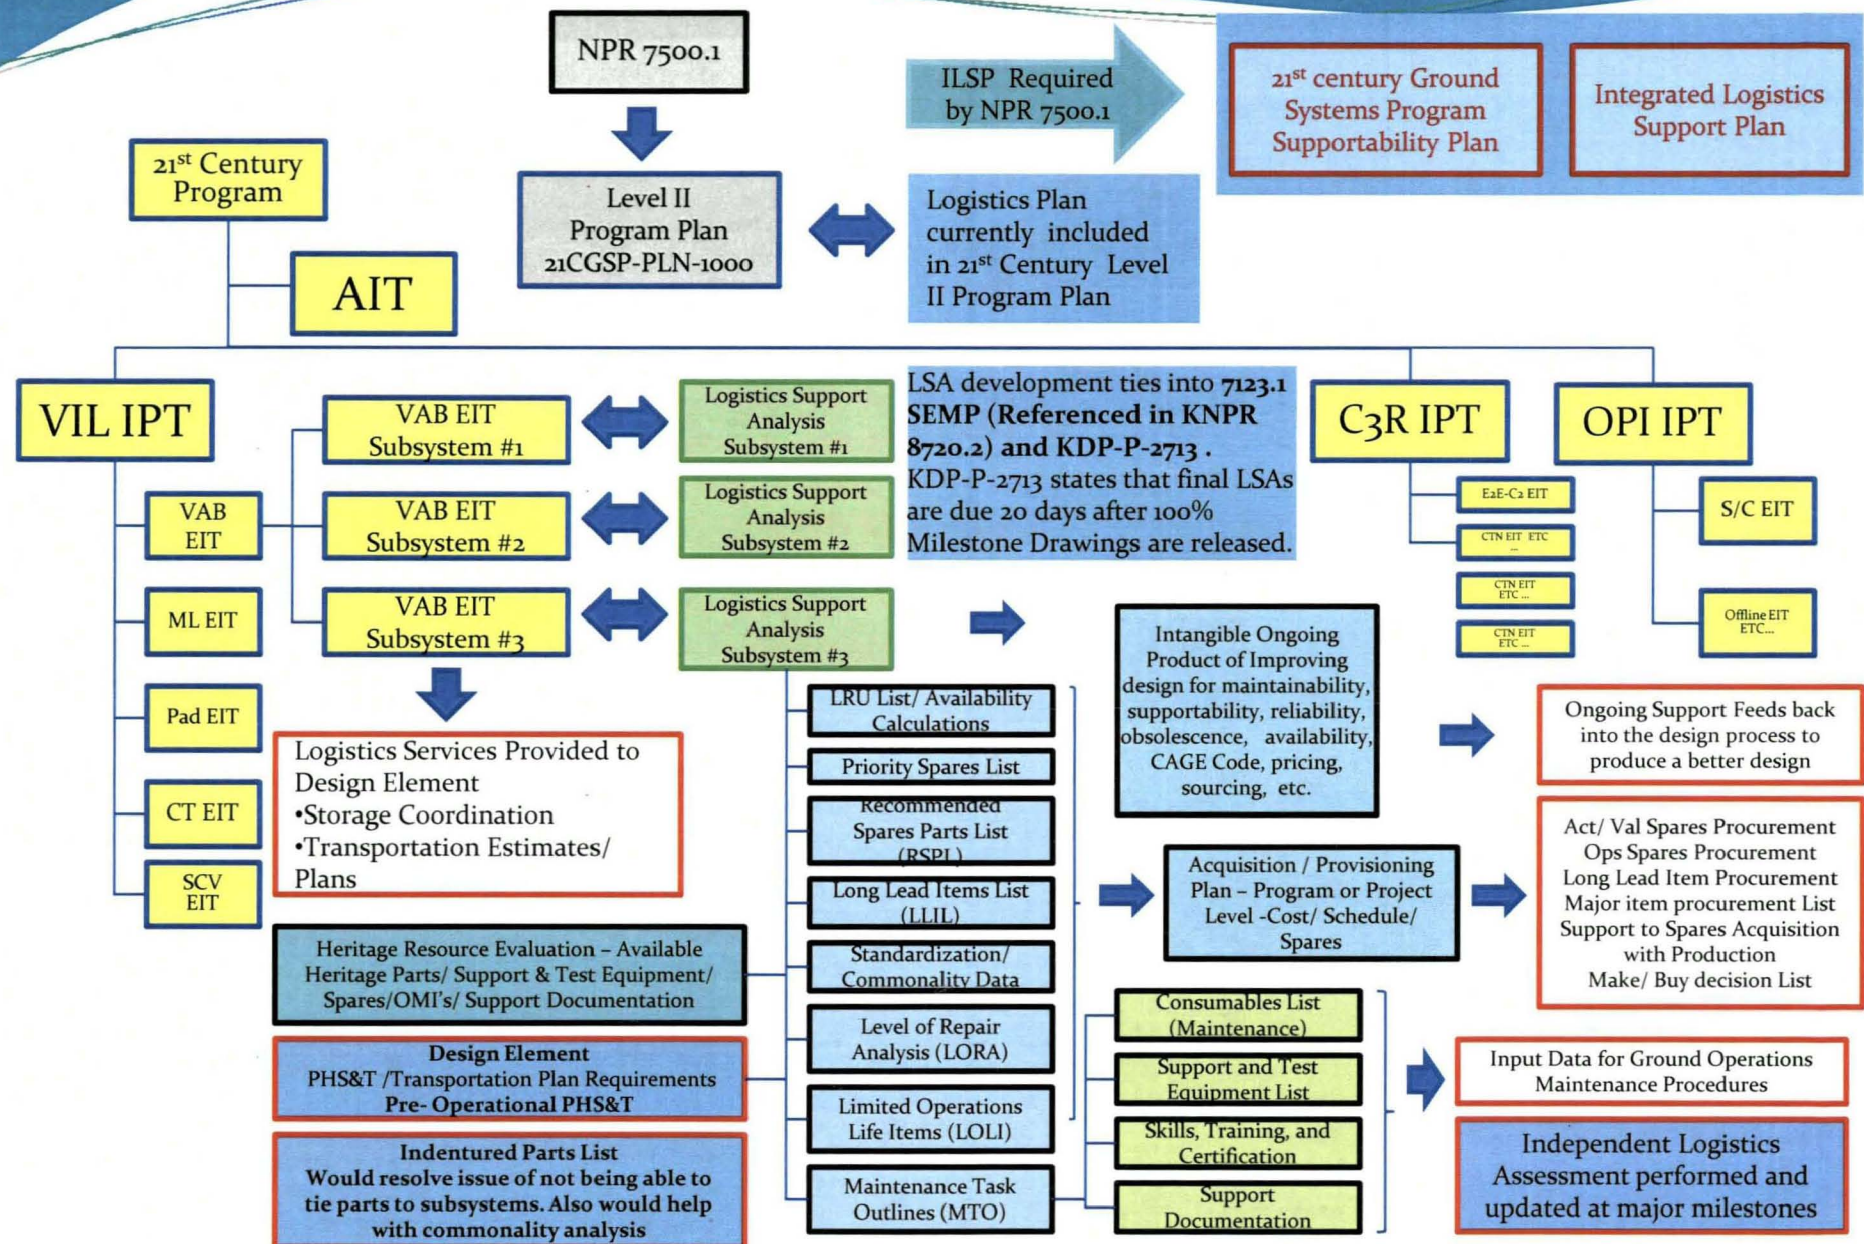 NPR 7500.1
ILSP Required
by NPR 7500.1
21st century Ground
Systems Program
Supportability Plan
Integrated Logistics
Support Plan
21st Century
Program
Level II
Program Plan
21CGSP-PLN-1000
Logistics Plan
currently included
in 21st Century Level
II Program Plan
AIT
VIL IPT
VAB EIT
Subsystem #1
Logistics Support
Analysis
Subsystem #1
LSA development ties into 7123.1
SEMP (Referenced in KNPR
8720.2) and KDP-P-2713 .
KDP-P-2713 states that final LSAs
are due 20 days after 100%
Milestone Drawings are released.
C3R IPT
OPI IPT
VAB
EIT
VAB EIT
Subsystem #2
Logistics Support
Analysis
Subsystem #2
E2E-C2 EIT
CTN EIT ETC
...
CTN EIT
ETC ...
CTN EIT
ETC ...
S/C EIT
Offline EIT
ETC...
ML EIT
VAB EIT
Subsystem #3
Logistics Support
Analysis
Subsystem #3
Intangible Ongoing
Product of Improving
design for maintainability,
supportability, reliability,
obsolescence, availability,
CAGE Code, pricing,
sourcing, etc.
Ongoing Support Feeds back
into the design process to
produce a better design
Pad EIT
CT EIT
SCV
EIT
Logistics Services Provided to
Design Element
•Storage Coordination
•Transportation Estimates/
Plans
LRU List/ Availability
Calculations
Priority Spares List
Recommended
Spares Parts List
(RSPL)
Long Lead Items List
(LLIL)
Standardization/
Commonality Data
Level of Repair
Analysis (LORA)
Limited Operations
Life Items (LOLI)
Maintenance Task
Outlines (MTO)
Acquisition / Provisioning
Plan – Program or Project
Level -Cost/ Schedule/
Spares
Act/ Val Spares Procurement
Ops Spares Procurement
Long Lead Item Procurement
Major item procurement List
Support to Spares Acquisition
with Production
Make/ Buy decision List
Heritage Resource Evaluation – Available
Heritage Parts/ Support & Test Equipment/
Spares/OMI's/ Support Documentation
Design Element
PHS&T /Transportation Plan Requirements
Pre- Operational PHS&T
Indentured Parts List
Would resolve issue of not being able to
tie parts to subsystems. Also would help
with commonality analysis
Consumables List
(Maintenance)
Support and Test
Equipment List
Skills, Training, and
Certification
Support
Documentation
Input Data for Ground Operations
Maintenance Procedures
Independent Logistics
Assessment performed and
updated at major milestones